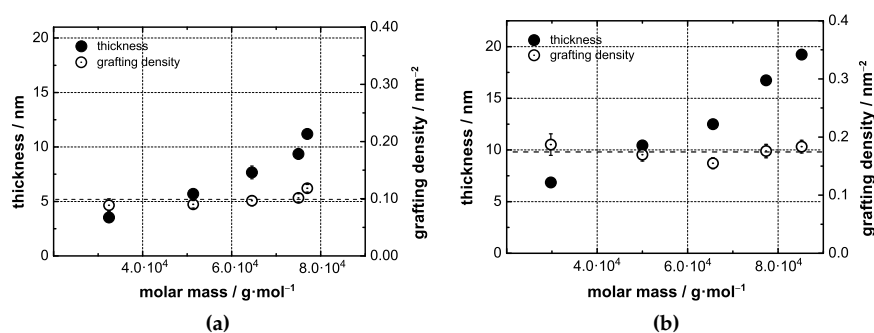 20
15
10
5
0
thickness / nm
thickness
grafting density
0.40
0.30
0.20
0.10
0.00
grafting density / nm⁻²
4.0·10⁴ 6.0·10⁴ 8.0·10⁴
molar mass / g·mol⁻¹
(a)
20
15
10
5
0
thickness / nm
thickness
grafting density
0.4
0.3
0.2
0.1
0.0
grafting density / nm⁻²
4.0·10⁴ 6.0·10⁴ 8.0·10⁴
molar mass / g·mol⁻¹
(b)